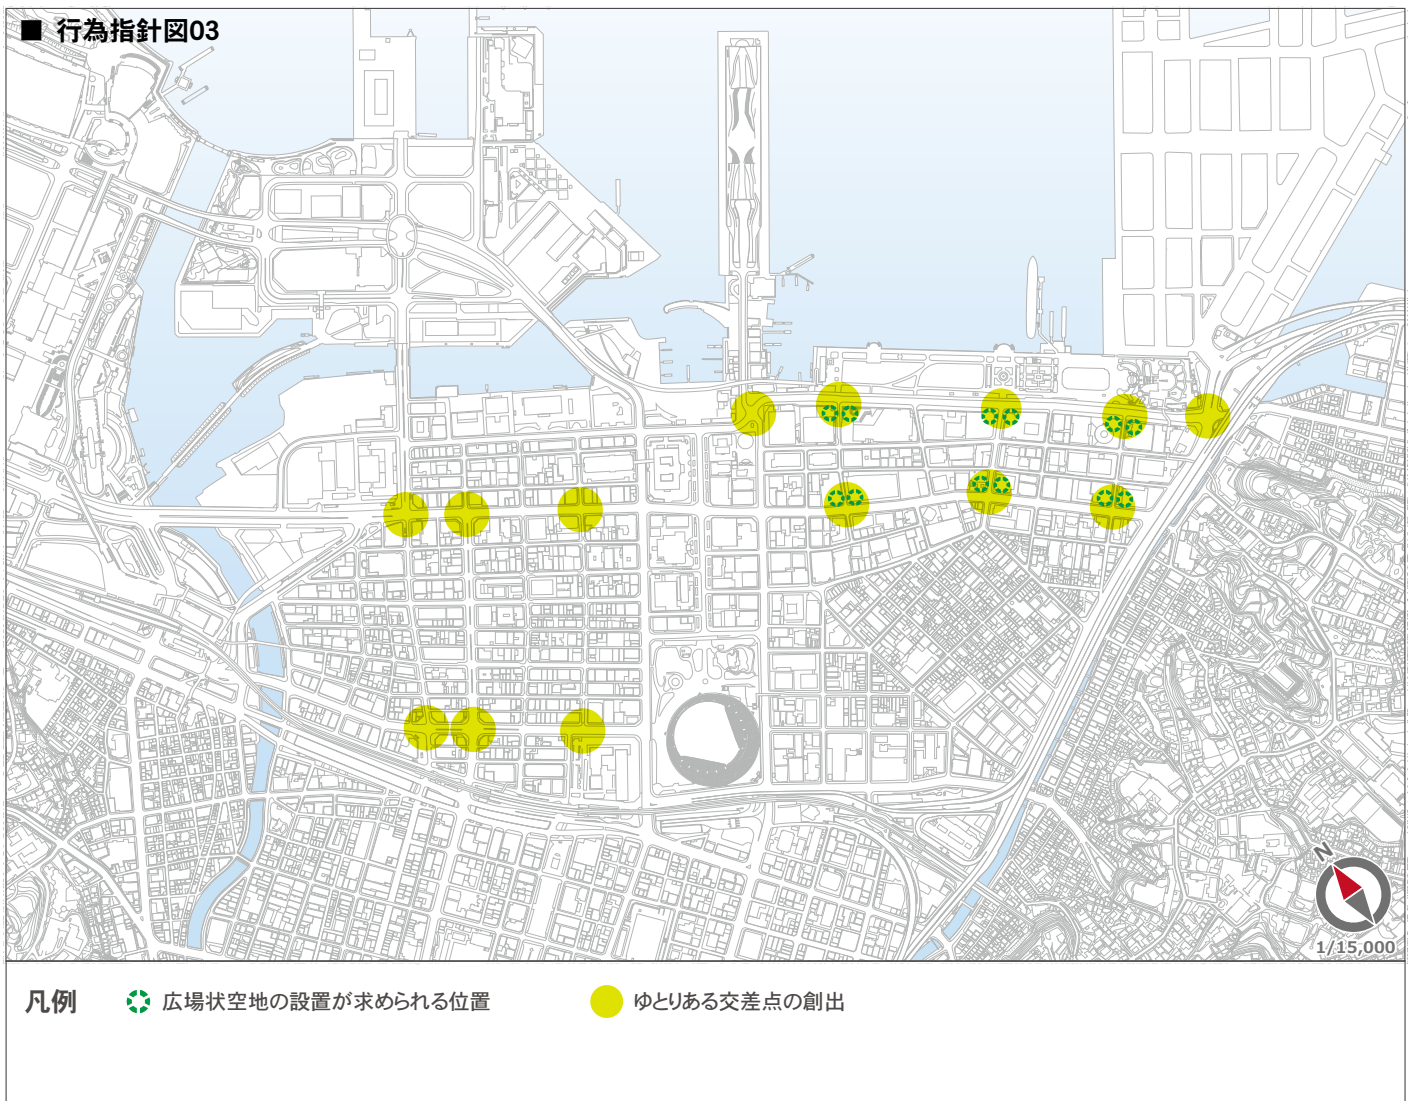 ■ 行為指針図03
N
1/15,000
凡例
広場状空地の設置が求められる位置
ゆとりある交差点の創出